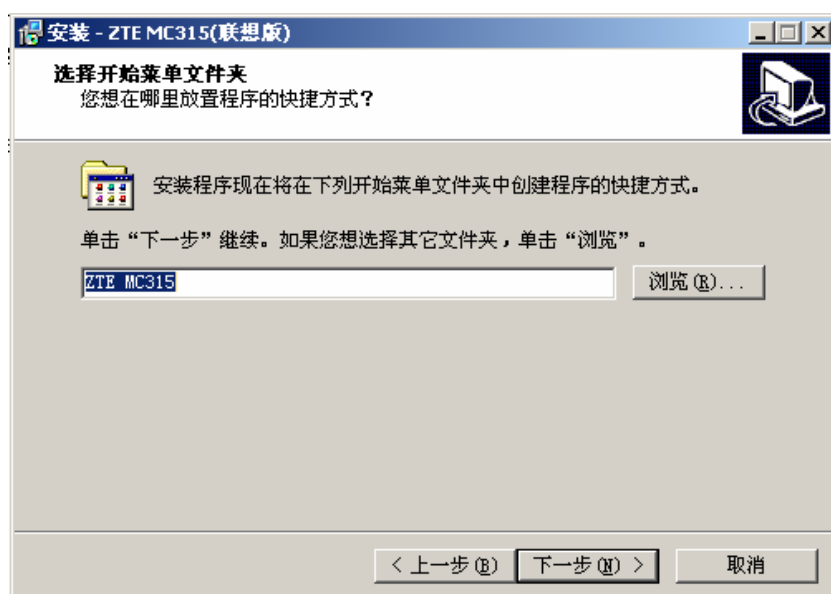 安装 - ZTE MC315(联想版)
选择开始菜单文件夹
您想在哪里放置程序的快捷方式?
安装程序现在将在下列开始菜单文件夹中创建程序的快捷方式。
单击“下一步”继续。如果您想选择其它文件夹，单击“浏览”。
ZTE MC315
浏览(R)...
< 上一步(B)
下一步(N) >
取消